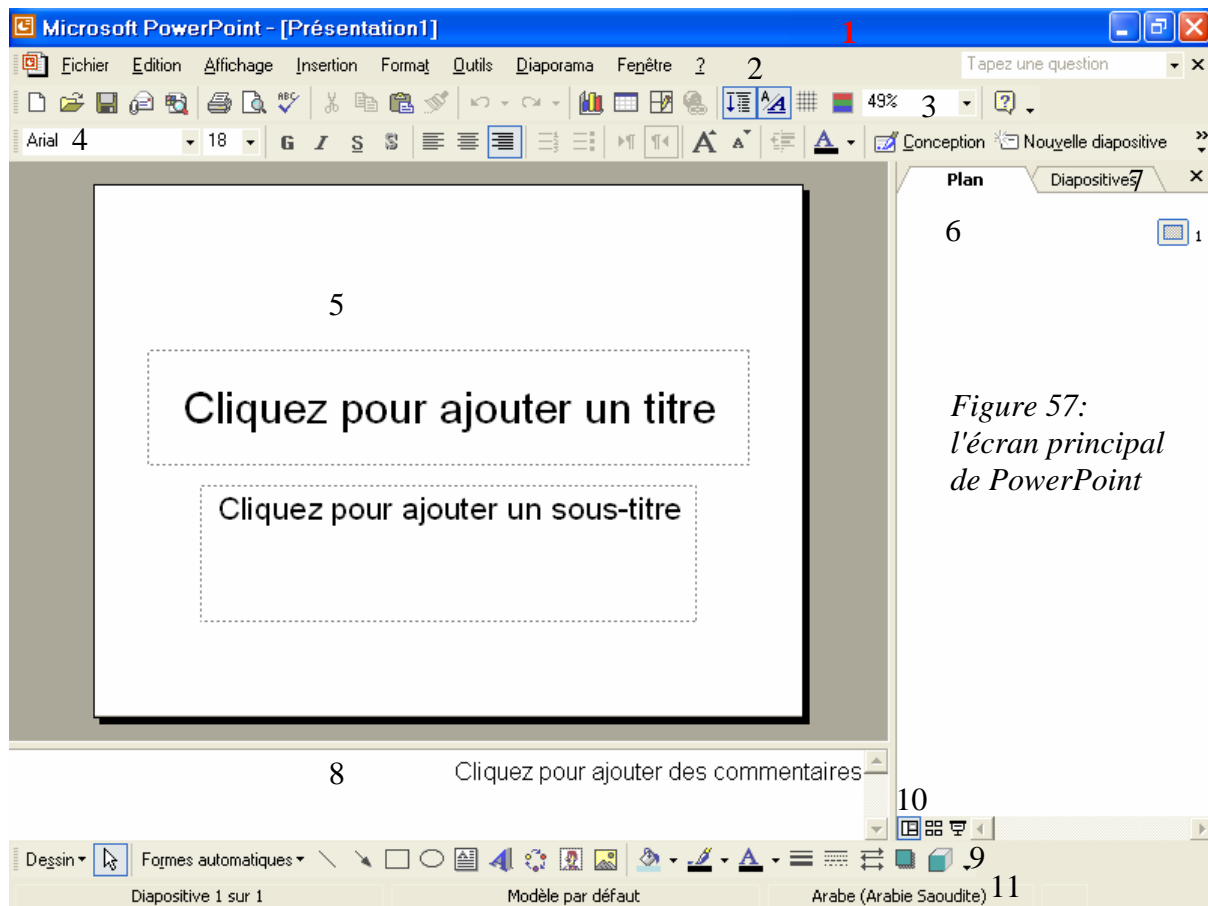 Microsoft PowerPoint - [Présentation1] 1
Fichier Edition Affichage Insertion Format Outils Diaporama Fenêtre ? 2 Tapez une question
ABC 49% 3
Arial 4 18 G I S S Conception Nouvelle diapositive
Plan Diapositives 7
6 1
5
Cliquez pour ajouter un titre
Cliquez pour ajouter un sous-titre
Figure 57:
l'écran principal
de PowerPoint
8 Cliquez pour ajouter des commentaires
10
Dessin Formes automatiques 9
Diapositive 1 sur 1 Modèle par défaut Arabe (Arabie Saoudite) 11